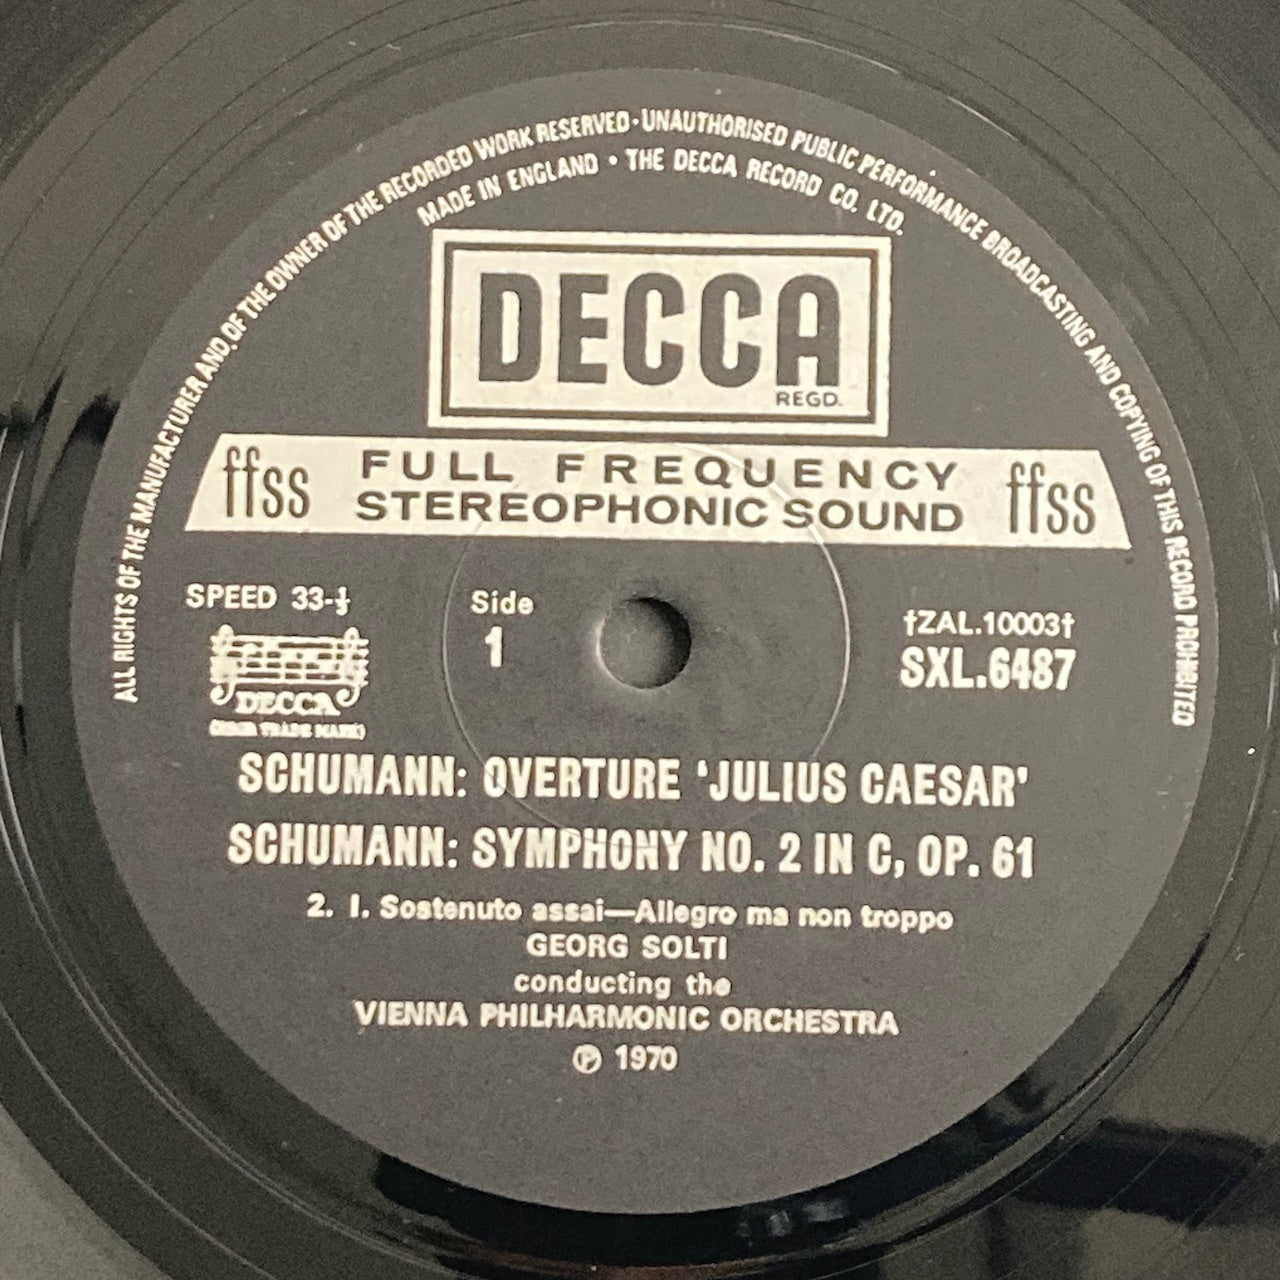 ALL RIGHTS OF THE MANUFACTURER AND OF THE OWNER OF THE RECORDED WORK RESERVED · UNAUTHORISED PUBLIC PERFORMANCE BROADCASTING AND COPYING OF THIS RECORD PROHIBITED
MADE IN ENGLAND • THE DECCA RECORD CO. LTD.
DECCA
REGD.
ffss FULL FREQUENCY STEREOPHONIC SOUND ffss
SPEED 33-⅓
DECCA
(YOUR TRADE MARK)
Side
1
†ZAL.10003†
SXL.6487
SCHUMANN: OVERTURE 'JULIUS CAESAR'
SCHUMANN: SYMPHONY NO. 2 IN C, OP. 61
2. I. Sostenuto assai—Allegro ma non troppo
GEORG SOLTI
conducting the
VIENNA PHILHARMONIC ORCHESTRA
℗ 1970